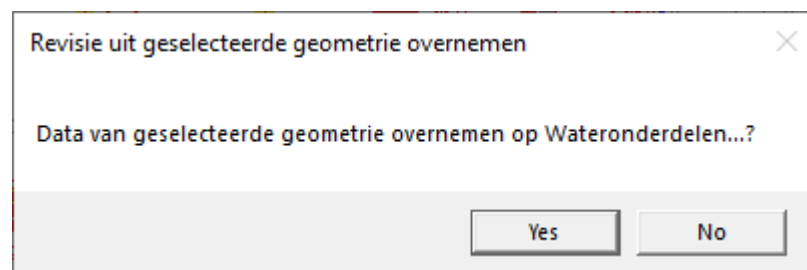 Revisie uit geselecteerde geometrie overnemen
Data van geselecteerde geometrie overnemen op Wateronderdelen...?
Yes No